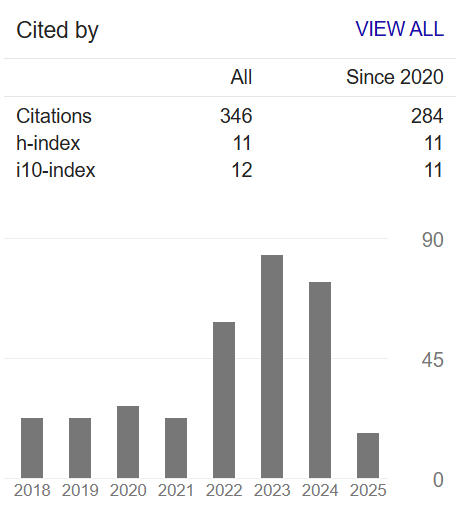 Cited by VIEW ALL
All Since 2020
Citations 346 284
h-index 11 11
i10-index 12 11
90
45
0
2018 2019 2020 2021 2022 2023 2024 2025